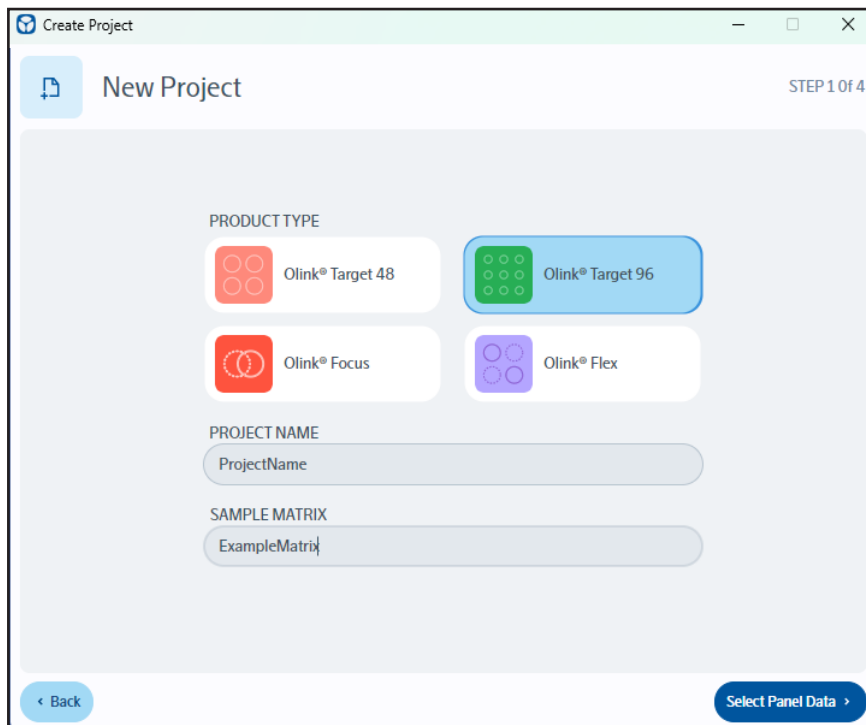 Create Project
New Project
STEP 1 Of 4
PRODUCT TYPE
Olink® Target 48
Olink® Target 96
Olink® Focus
Olink® Flex
PROJECT NAME
ProjectName
SAMPLE MATRIX
ExampleMatrix
‹ Back
Select Panel Data ›